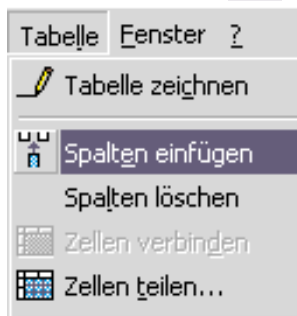 Tabelle Fenster ?
Tabelle zeichnen
Spalten einfügen
Spalten löschen
Zellen verbinden
Zellen teilen...